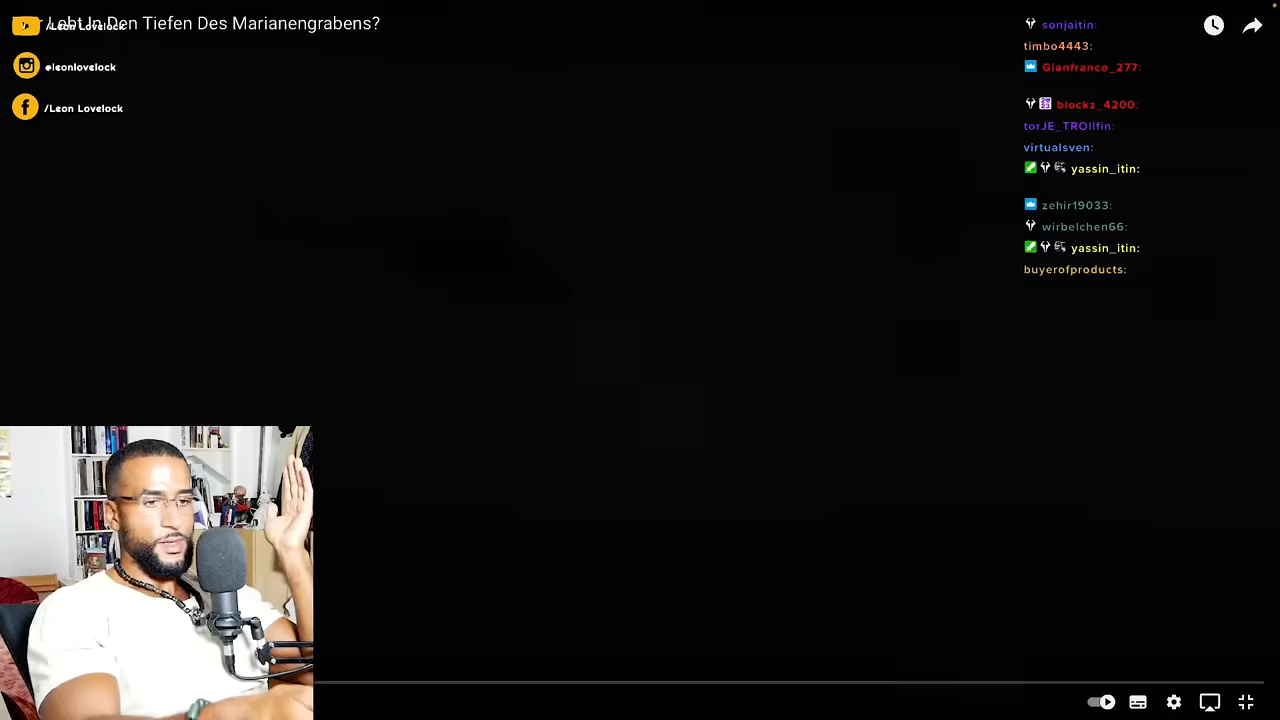 Lebt In Den Tiefen Des Marianengrabens?
/Leon Lovelock
@leonlovelock
/Leon Lovelock
sonjaitin:
timbo4443:
Gianfranco_277:
blockz_4200:
torJE_TROllfin:
virtualsven:
yassin_itin:
zehir19033:
wirbelchen66:
yassin_itin:
buyerofproducts: